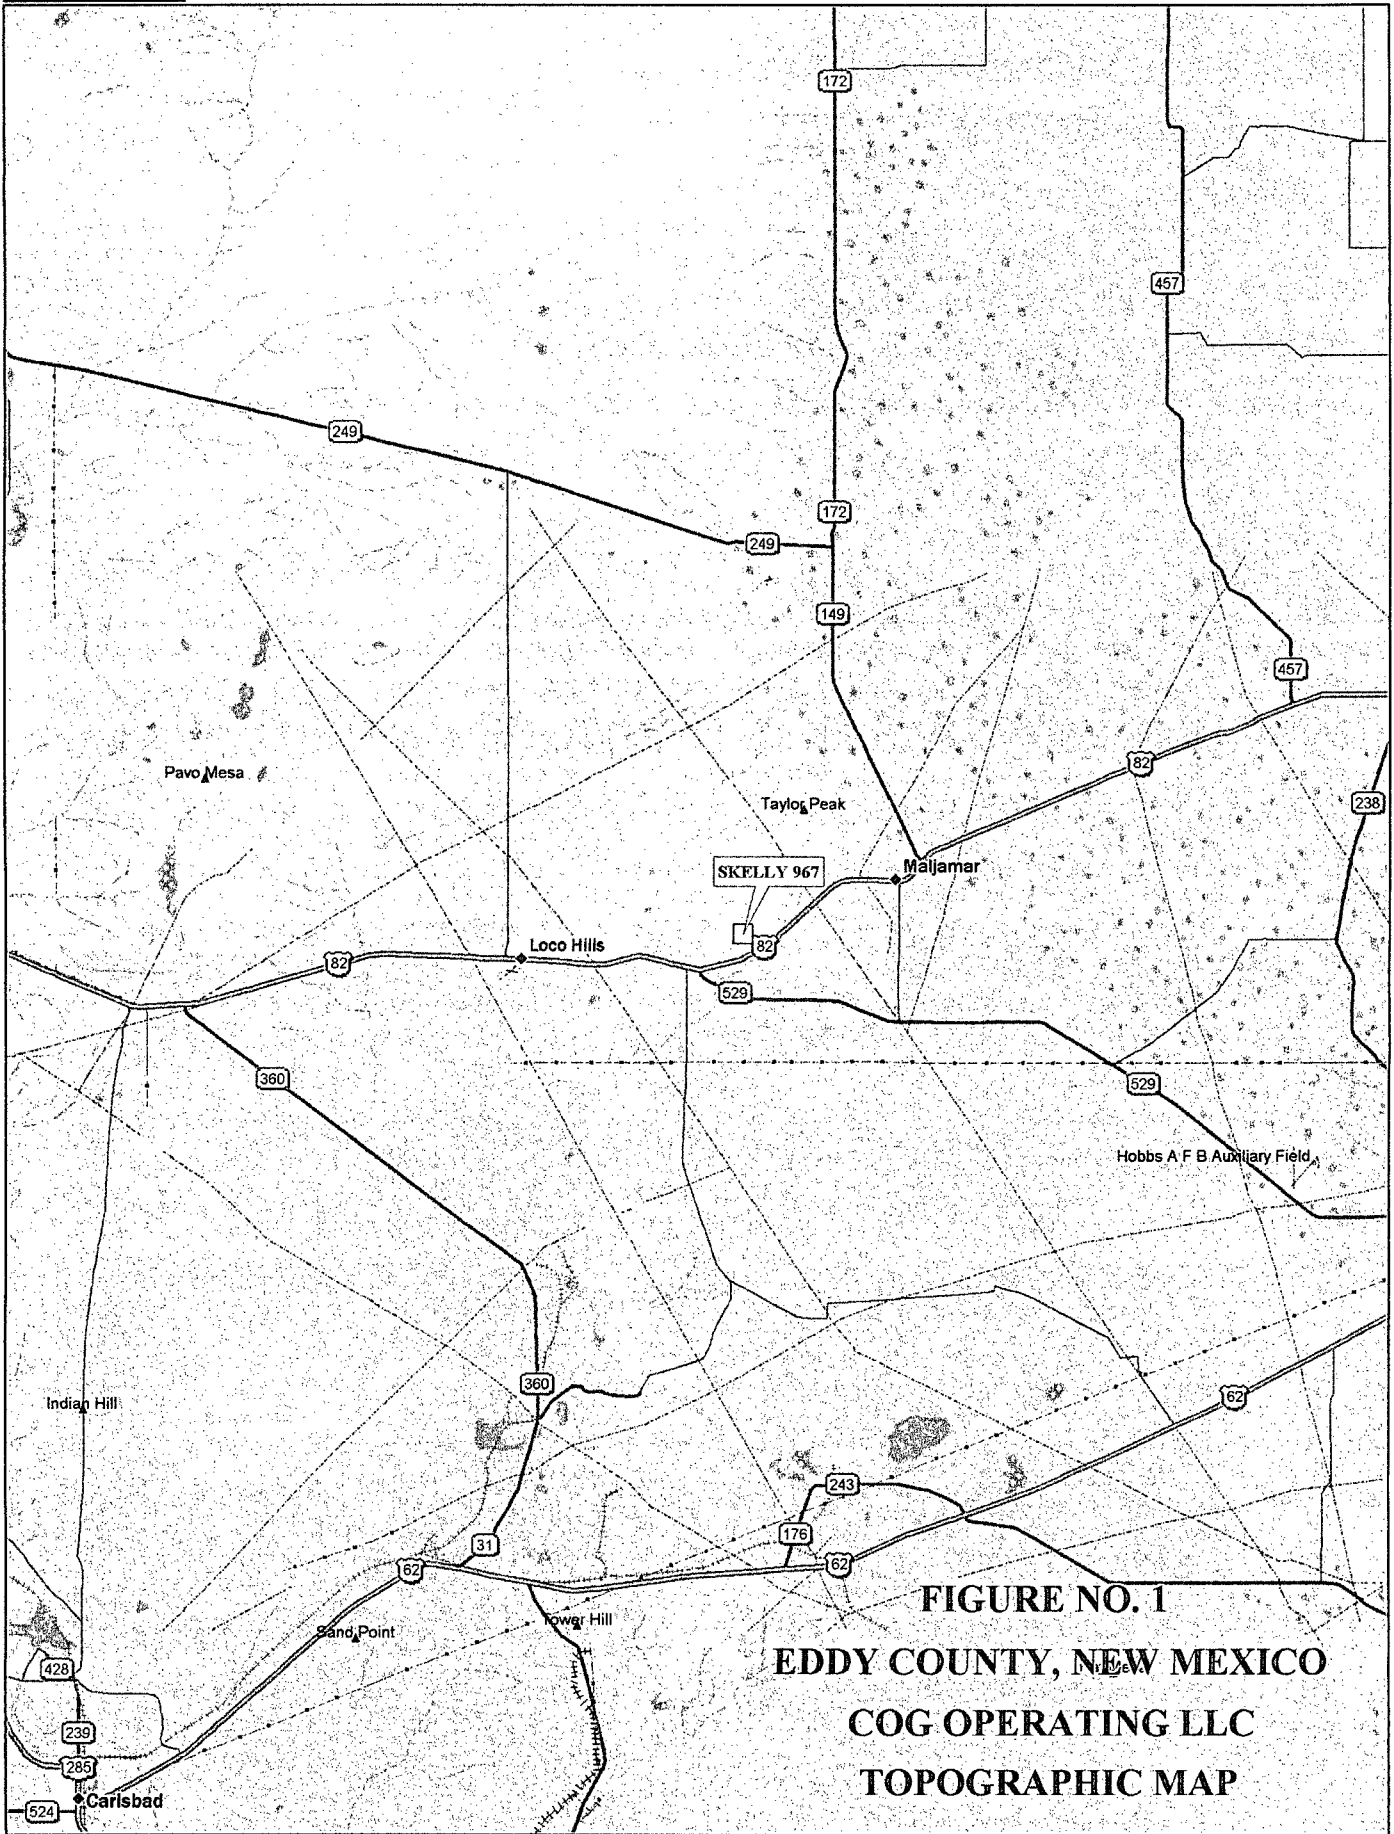 172
457
249
172
249
149
457
82
Pavo Mesa
Taylor Peak
238
SKELLY 967
Maljamar
Loco Hills
82
82
529
360
529
Hobbs A F B Auxiliary Field
360
Indian Hill
62
243
176
31
62
62
FIGURE NO. 1
Tower Hill
Sand Point
EDDY COUNTY, NEW MEXICO
428
COG OPERATING LLC
239
285
TOPOGRAPHIC MAP
Carlsbad
524